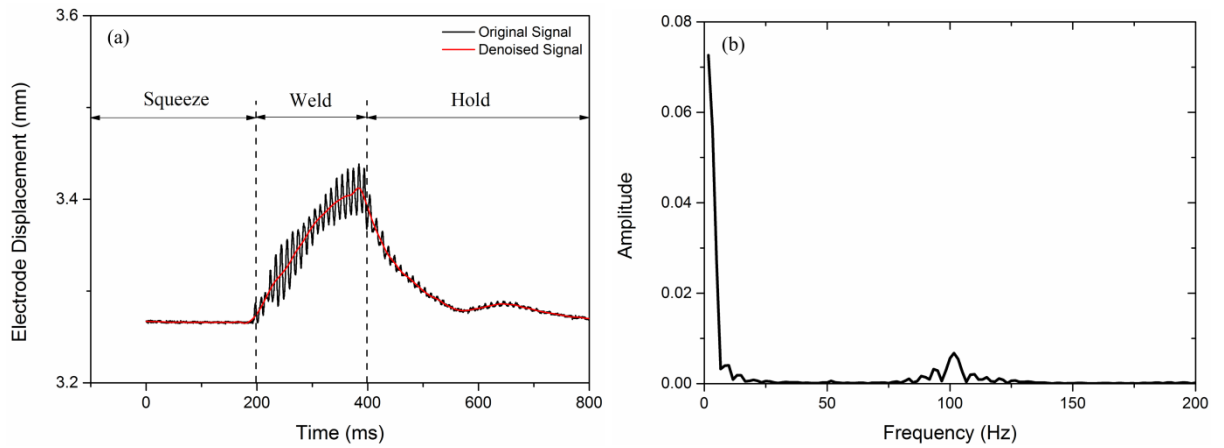 (a)
Original Signal
Denoised Signal
Squeeze
Weld
Hold
3.6
3.4
3.2
Electrode Displacement (mm)
0
200
400
600
800
Time (ms)
(b)
0.08
0.06
0.04
0.02
0.00
Amplitude
0
50
100
150
200
Frequency (Hz)